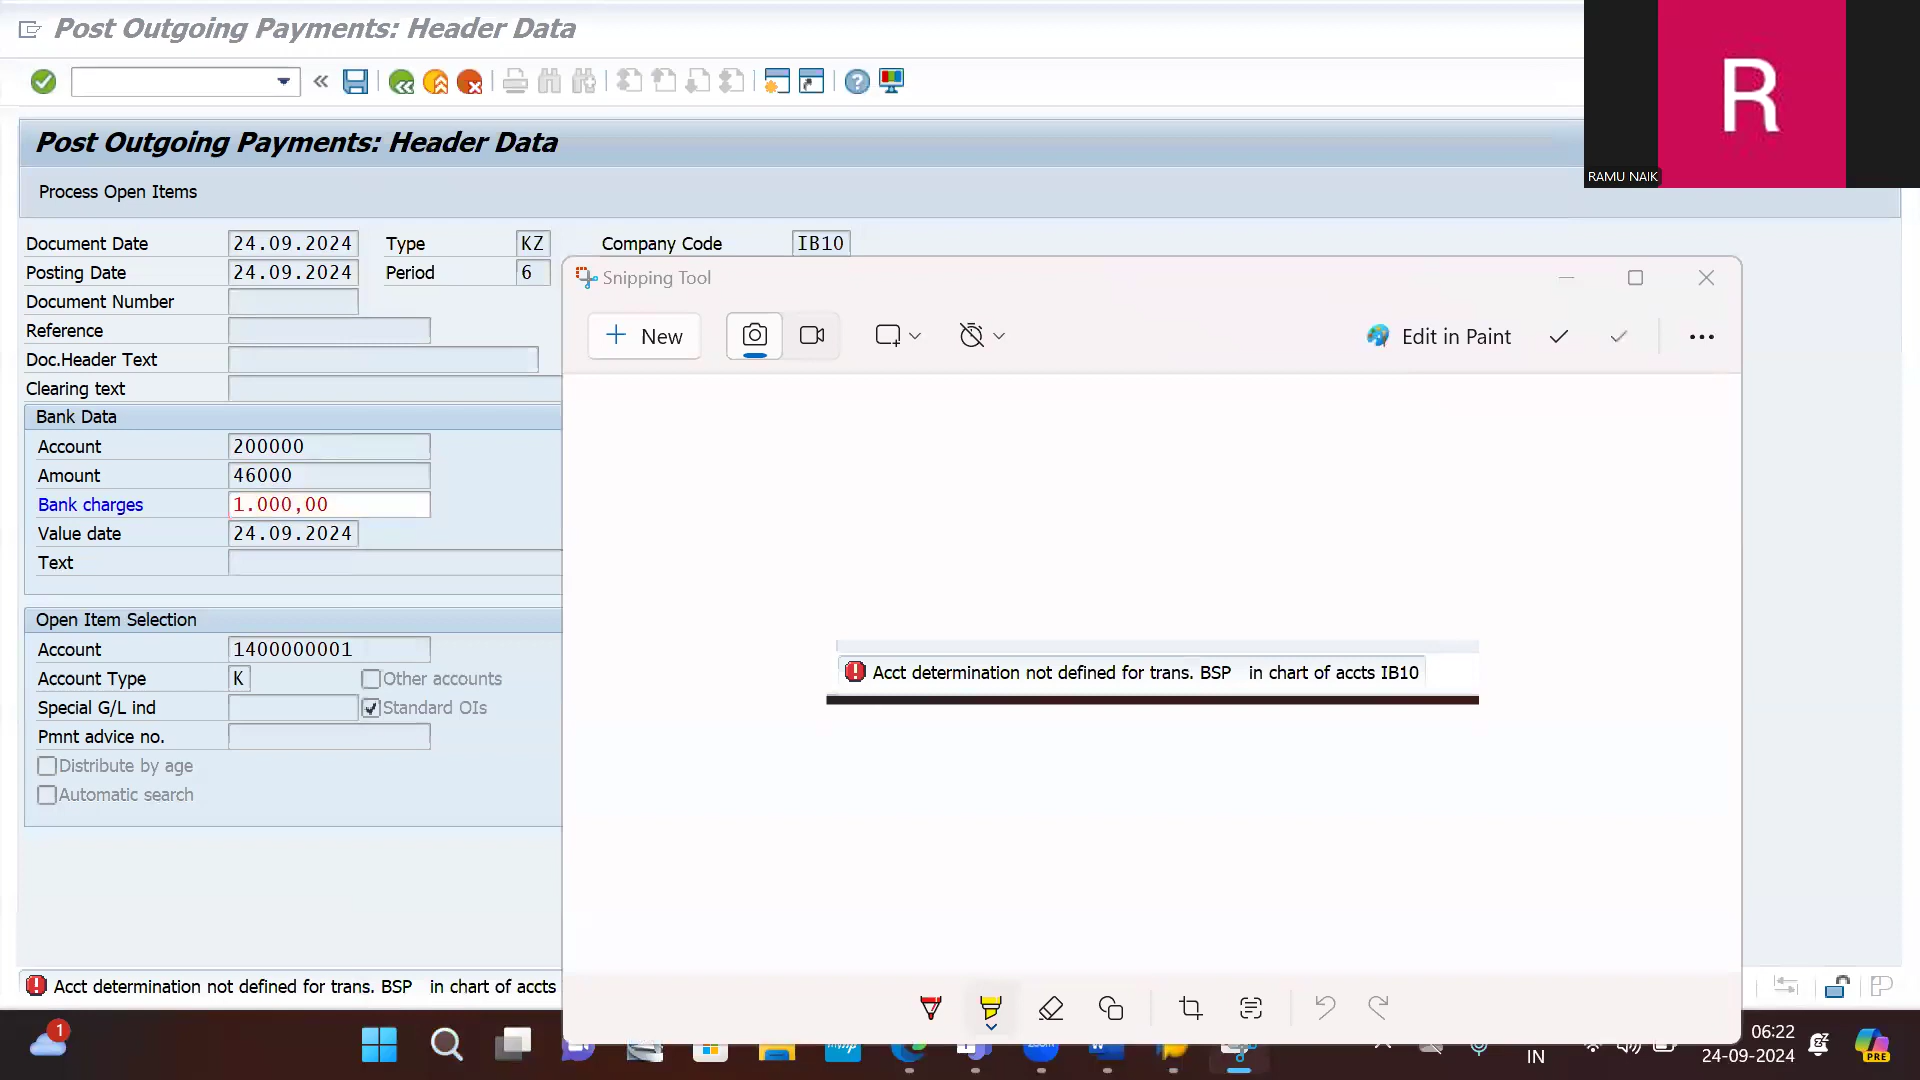 Post Outgoing Payments: Header Data
R
RAMU NAIK
Post Outgoing Payments: Header Data
Process Open Items
Document Date 24.09.2024 Type KZ Company Code IB10
Posting Date 24.09.2024 Period 6
Document Number
Reference
Doc.Header Text
Clearing text
Bank Data
Account 200000
Amount 46000
Bank charges 1.000,00
Value date 24.09.2024
Text
Open Item Selection
Account 1400000001
Account Type K Other accounts
Special G/L ind Standard OIs
Pmnt advice no.
Distribute by age
Automatic search
Acct determination not defined for trans. BSP in chart of accts
Snipping Tool
New Edit in Paint
Acct determination not defined for trans. BSP in chart of accts IB10
1
IN
06:22
24-09-2024
PRE